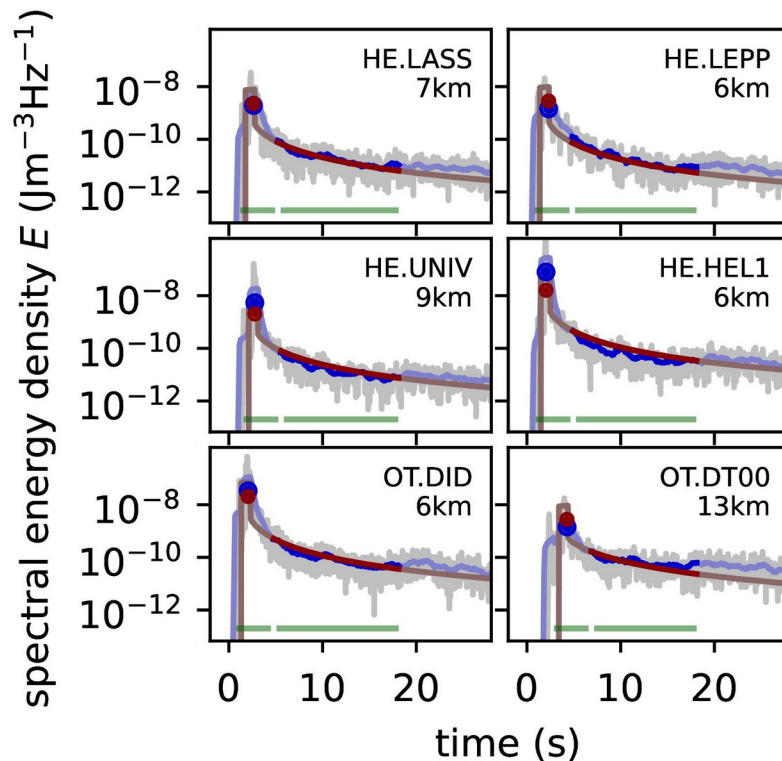 spectral energy density E (Jm⁻³Hz⁻¹)
HE.LASS
7km
HE.LEPP
6km
10⁻⁸
10⁻¹⁰
10⁻¹²
HE.UNIV
9km
HE.HEL1
6km
10⁻⁸
10⁻¹⁰
10⁻¹²
OT.DID
6km
OT.DT00
13km
10⁻⁸
10⁻¹⁰
10⁻¹²
0 10 20 0 10 20
time (s)